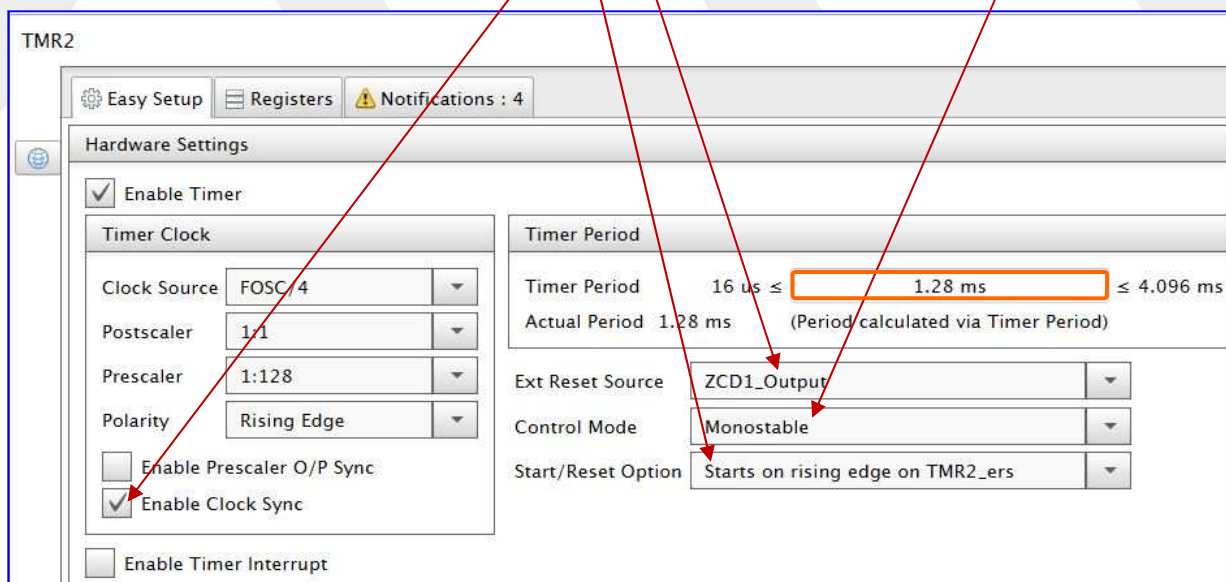 TMR2
Easy Setup
Registers
Notifications : 4
Hardware Settings
Enable Timer
Timer Clock
Clock Source FOSC/4
Postscaler 1:1
Prescaler 1:128
Polarity Rising Edge
Enable Prescaler O/P Sync
Enable Clock Sync
Timer Period
Timer Period 16 us ≤ 1.28 ms ≤ 4.096 ms
Actual Period 1.28 ms (Period calculated via Timer Period)
Ext Reset Source ZCD1_Output
Control Mode Monostable
Start/Reset Option Starts on rising edge on TMR2_ers
Enable Timer Interrupt